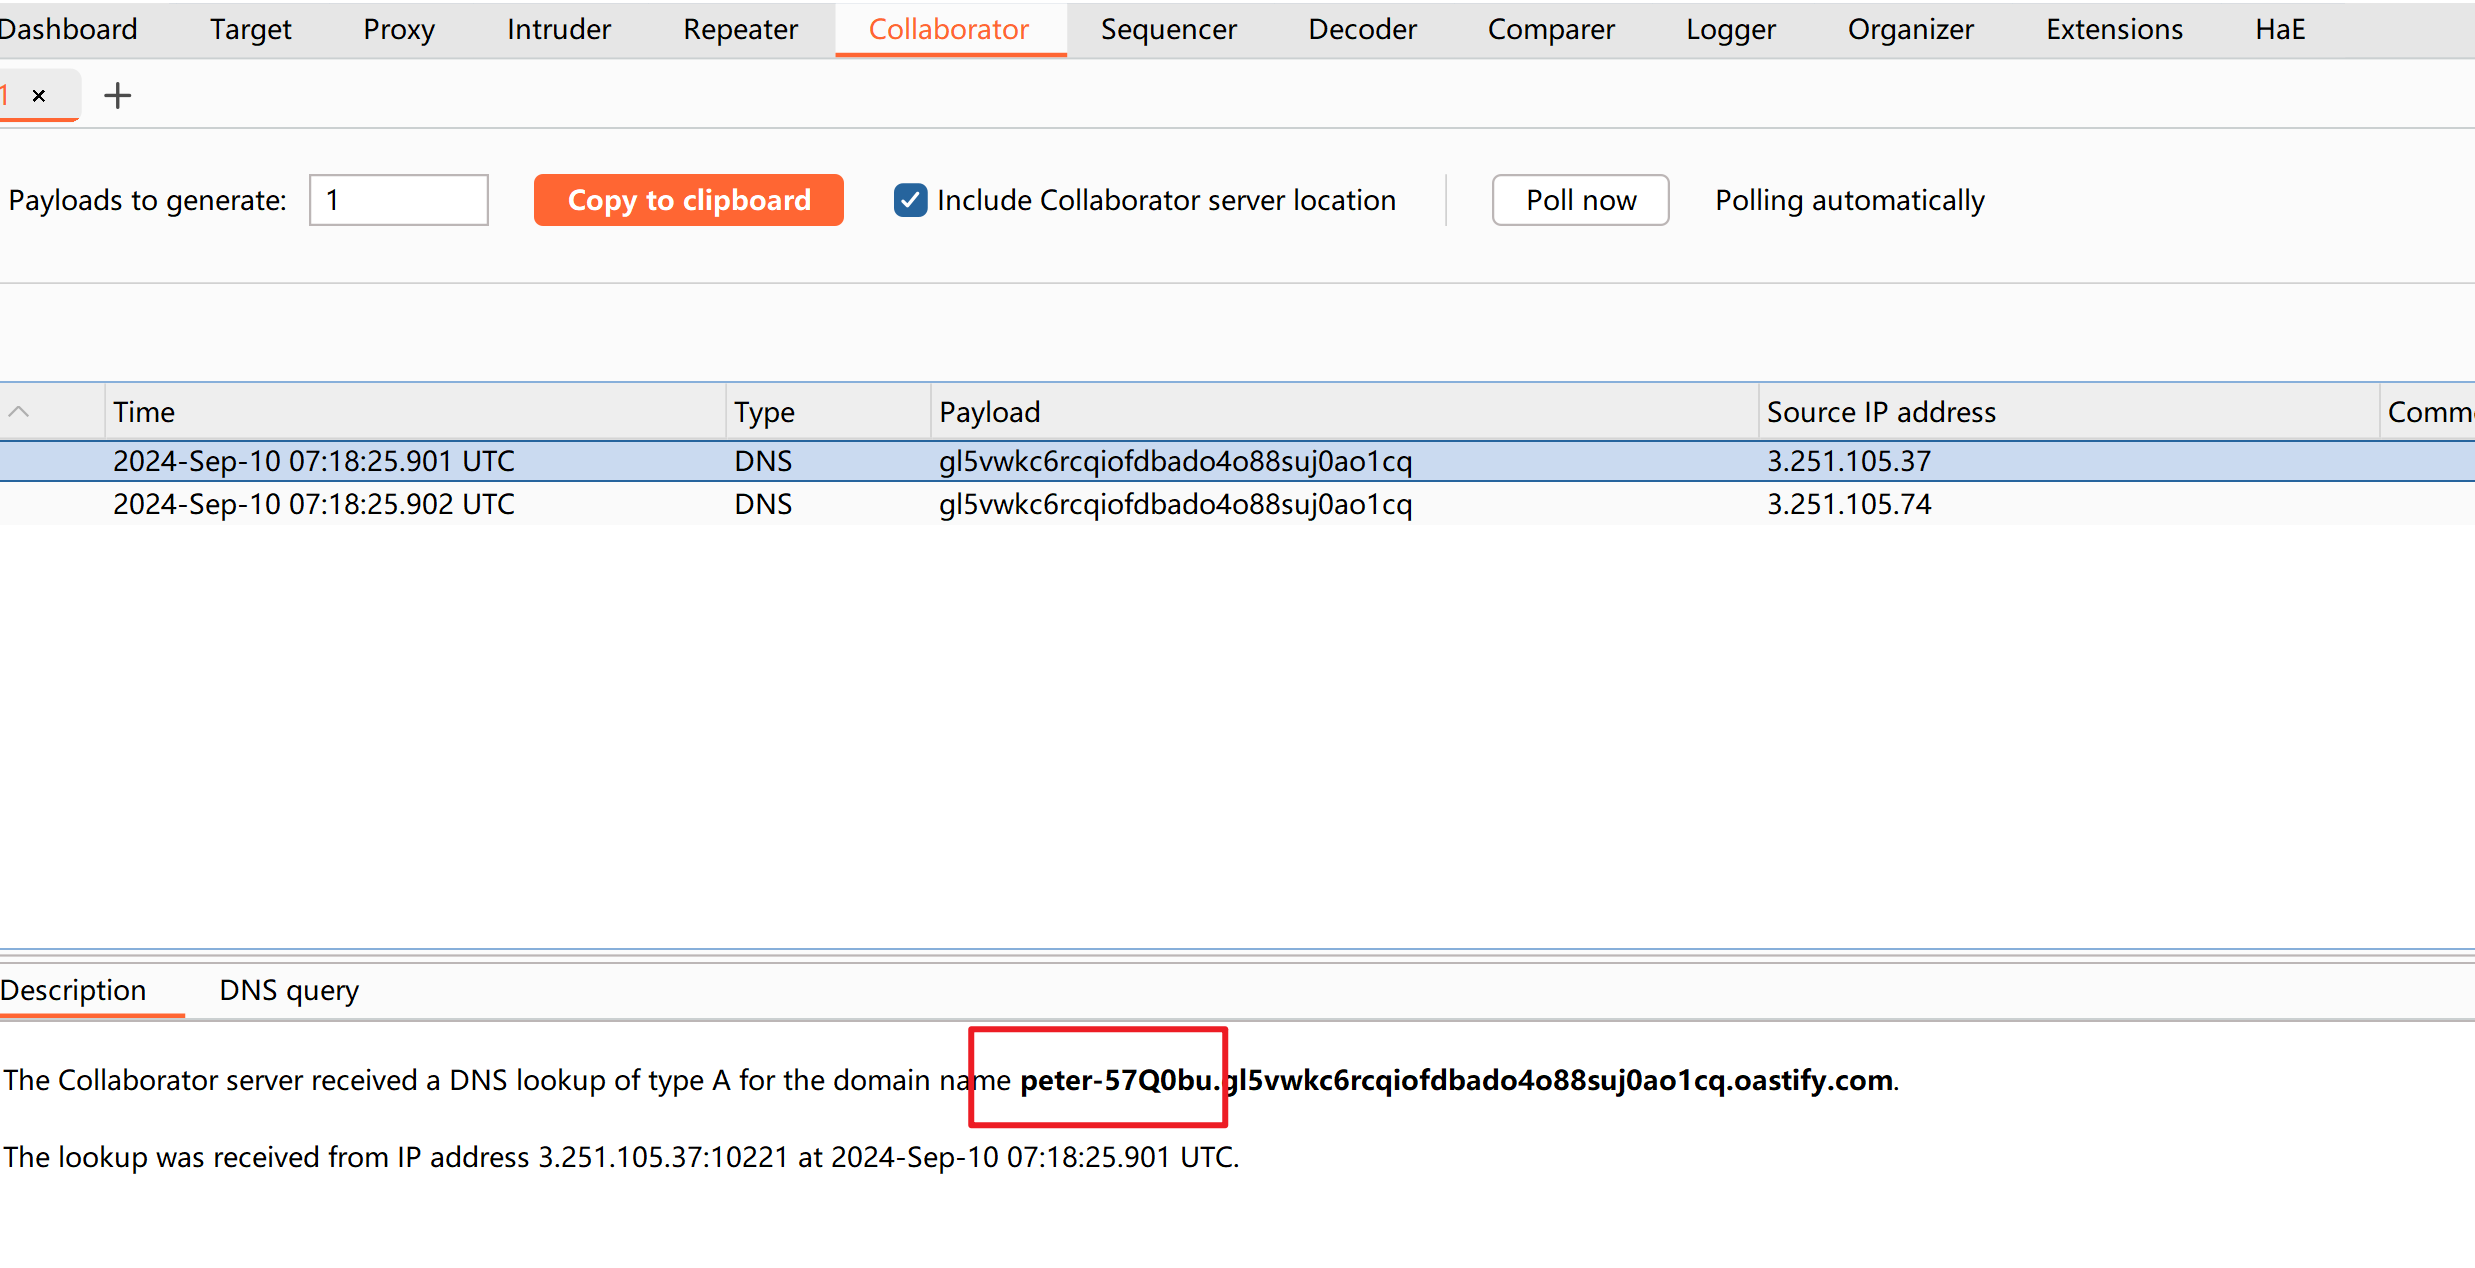 Dashboard Target Proxy Intruder Repeater Collaborator Sequencer Decoder Comparer Logger Organizer Extensions HaE
1 × +
Payloads to generate: 1 Copy to clipboard Include Collaborator server location Poll now Polling automatically
Time Type Payload Source IP address Comme
2024-Sep-10 07:18:25.901 UTC DNS gl5vwkc6rcqiofdbado4o88suj0ao1cq 3.251.105.37
2024-Sep-10 07:18:25.902 UTC DNS gl5vwkc6rcqiofdbado4o88suj0ao1cq 3.251.105.74
Description DNS query
The Collaborator server received a DNS lookup of type A for the domain name peter-57Q0bu.gl5vwkc6rcqiofdbado4o88suj0ao1cq.oastify.com.
The lookup was received from IP address 3.251.105.37:10221 at 2024-Sep-10 07:18:25.901 UTC.